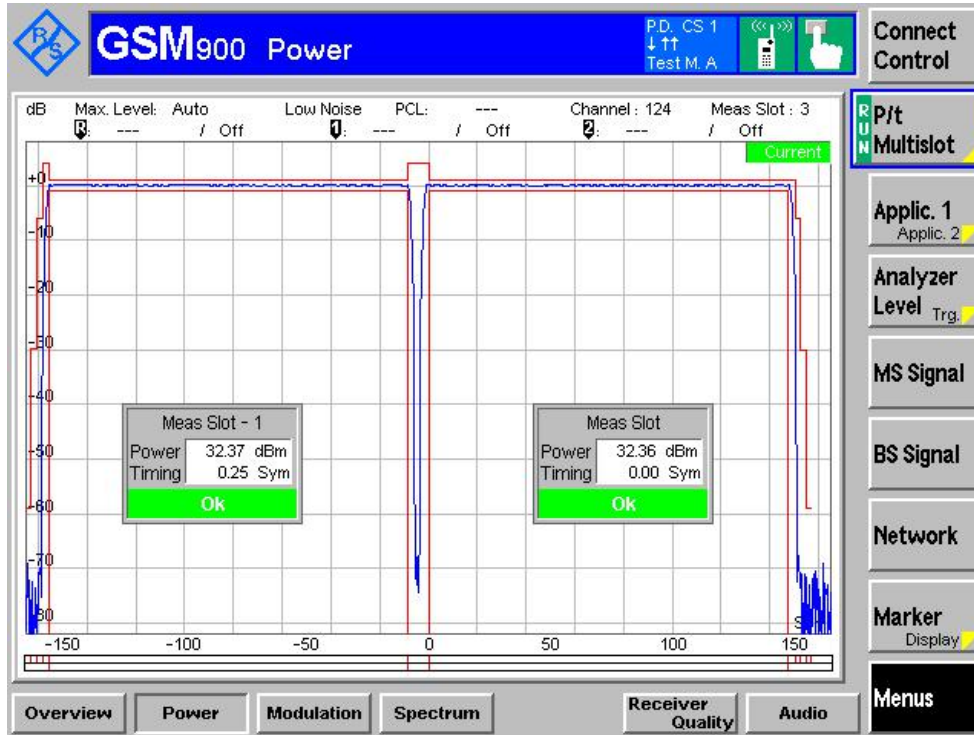 R&S
GSM900 Power
P.D. CS 1
Test M. A
Connect Control
dB Max. Level: Auto Low Noise PCL: --- Channel : 124 Meas Slot : 3
R: --- / Off 1: --- / Off 2: --- / Off
Current
RUN
P/t Multislot
Applic. 1
Applic. 2
Analyzer Level
Trg.
MS Signal
BS Signal
Network
Marker
Display
Menus
+0
-10
-20
-30
-40
-50
-60
-70
-80
Meas Slot - 1
Power 32.37 dBm
Timing 0.25 Sym
Ok
Meas Slot
Power 32.36 dBm
Timing 0.00 Sym
Ok
-150 -100 -50 0 50 100 150
S
Overview Power Modulation Spectrum Receiver Quality Audio